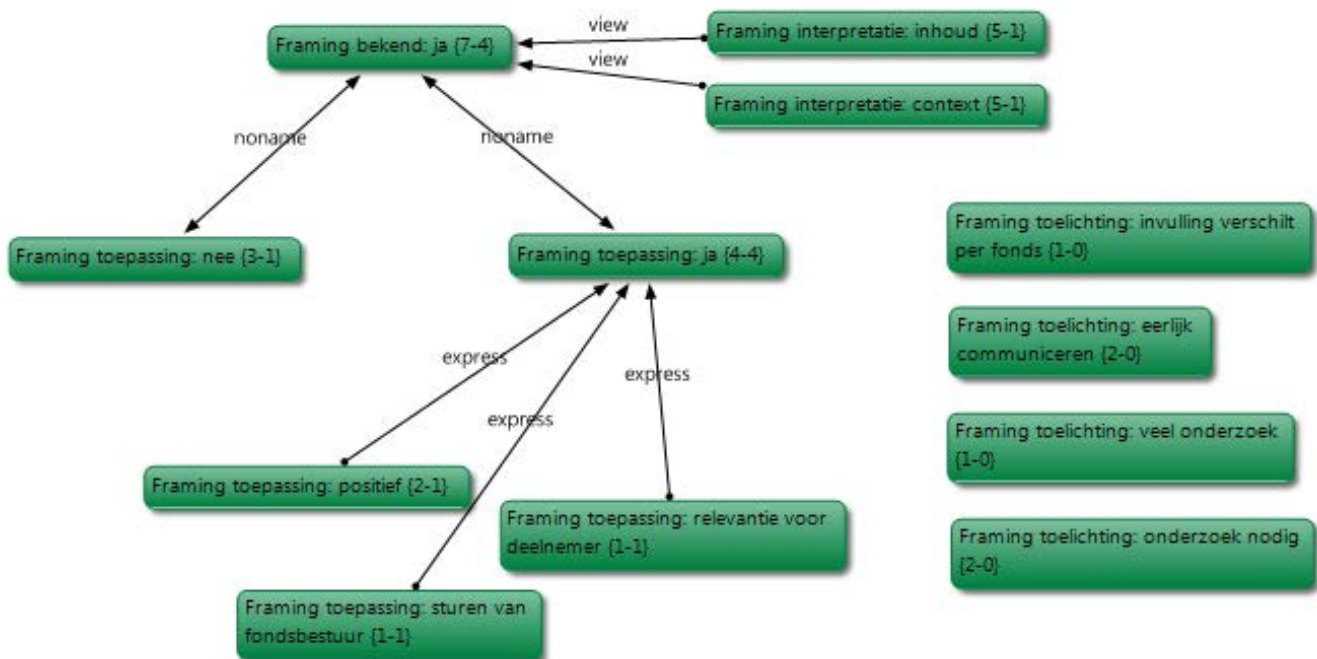 view
Framing interpretatie: inhoud {5-1}
Framing bekend: ja {7-4}
view
Framing interpretatie: context {5-1}
noname
noname
Framing toepassing: nee {3-1}
Framing toepassing: ja {4-4}
Framing toelichting: invulling verschilt
per fonds {1-0}
Framing toelichting: eerlijk
communiceren {2-0}
express
express
express
Framing toelichting: veel onderzoek
{1-0}
Framing toepassing: positief {2-1}
Framing toepassing: relevantie voor
deelnemer {1-1}
Framing toelichting: onderzoek nodig
{2-0}
Framing toepassing: sturen van
fondsbestuur {1-1}